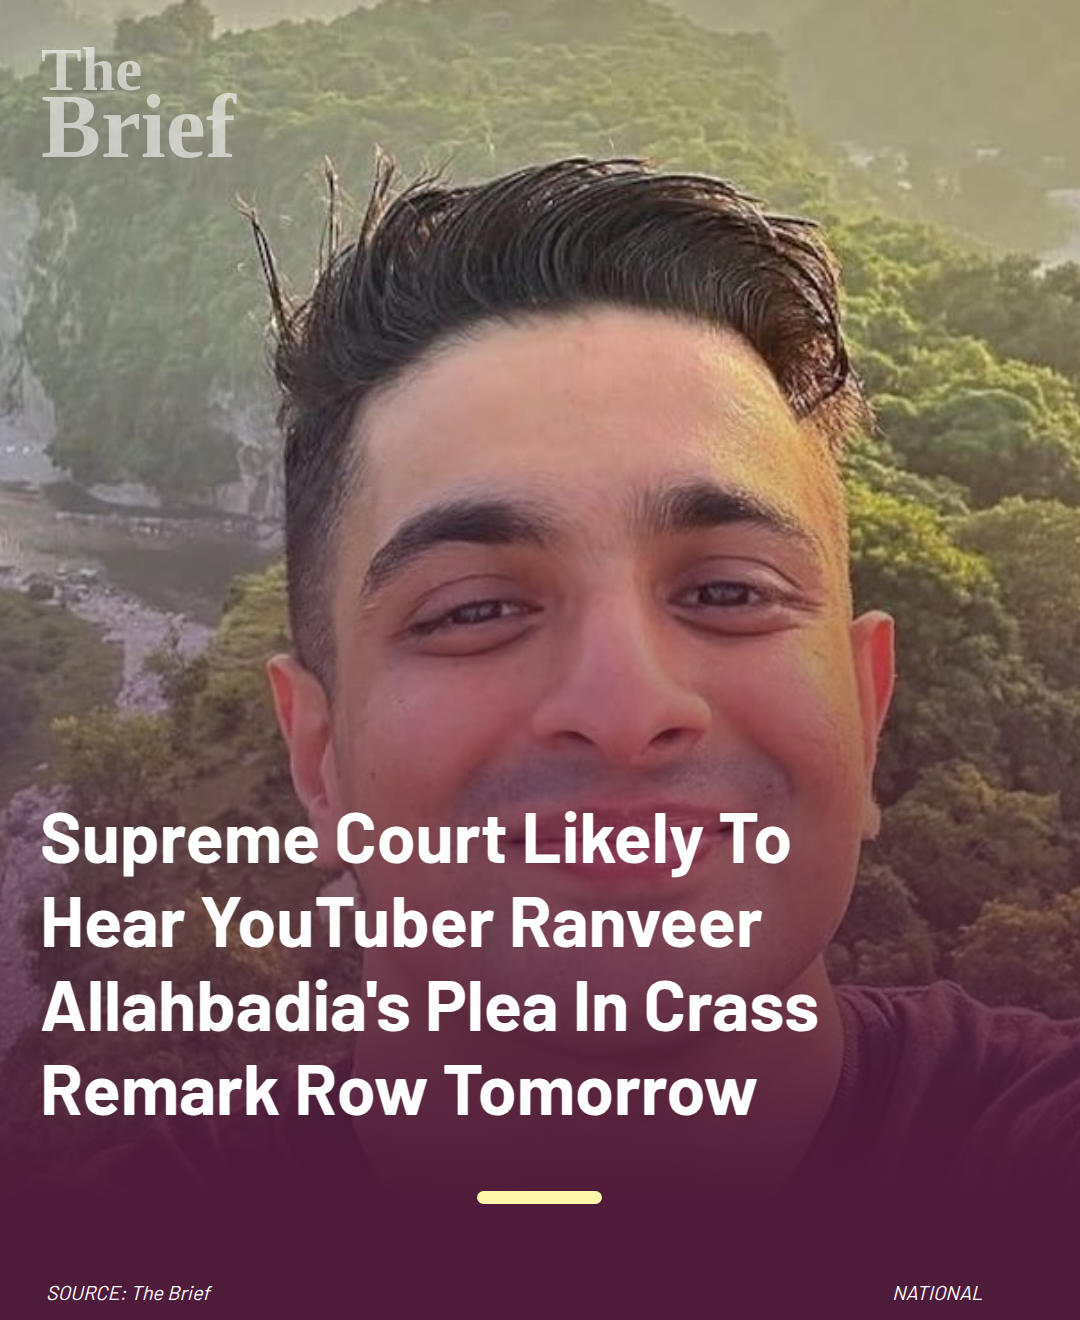 The
Brief
Supreme Court Likely To
Hear YouTuber Ranveer
Allahbadia's Plea In Crass
Remark Row Tomorrow
SOURCE: The Brief
NATIONAL